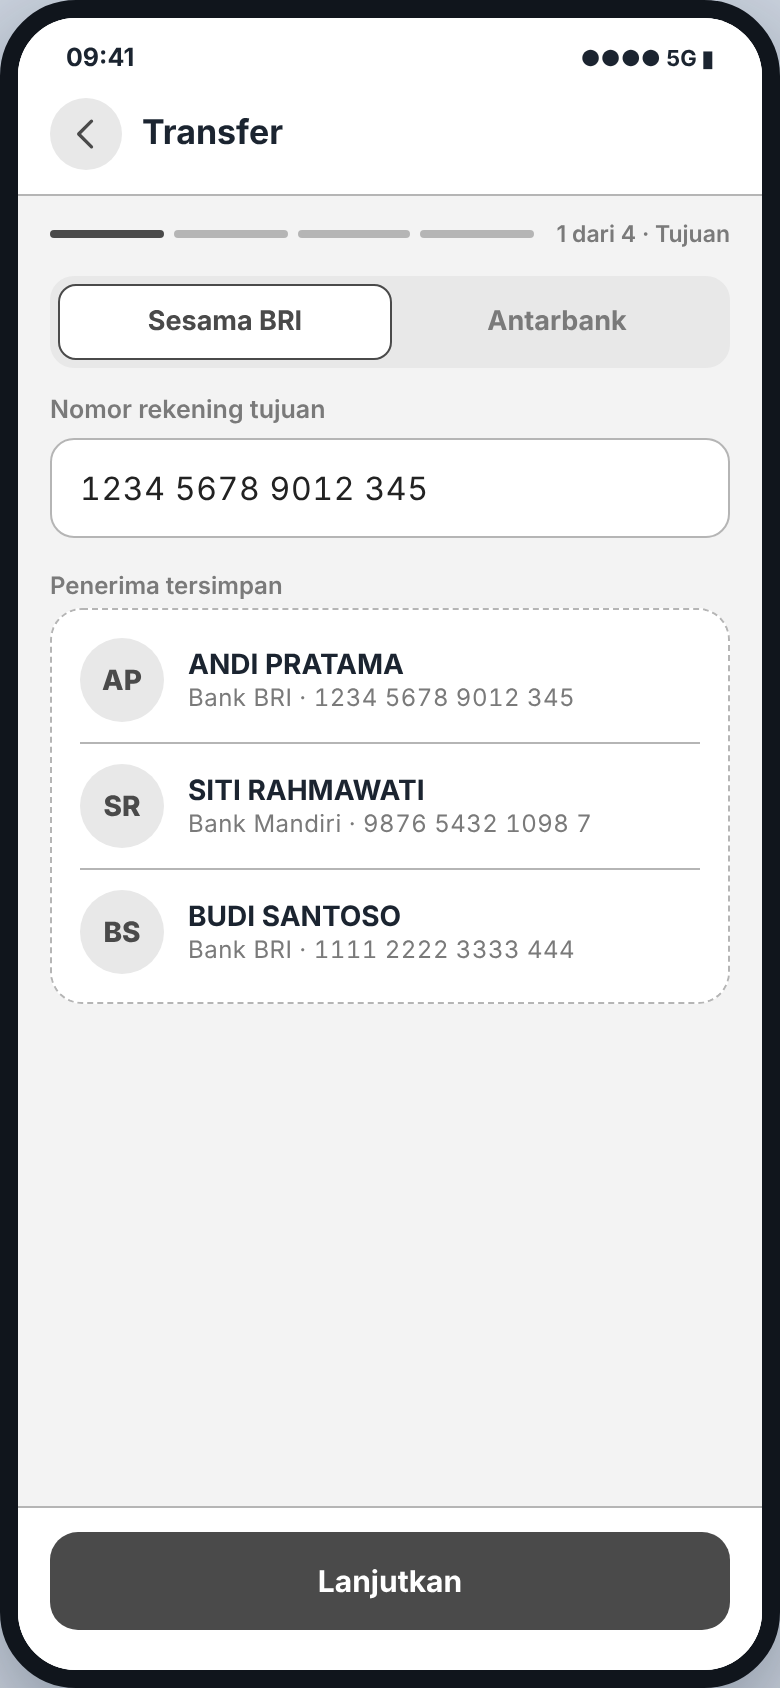 09:41
5G
Transfer
1 dari 4 · Tujuan
Sesama BRI
Antarbank
Nomor rekening tujuan
1234 5678 9012 345
Penerima tersimpan
AP
ANDI PRATAMA
Bank BRI · 1234 5678 9012 345
SR
SITI RAHMAWATI
Bank Mandiri · 9876 5432 1098 7
BS
BUDI SANTOSO
Bank BRI · 1111 2222 3333 444
Lanjutkan